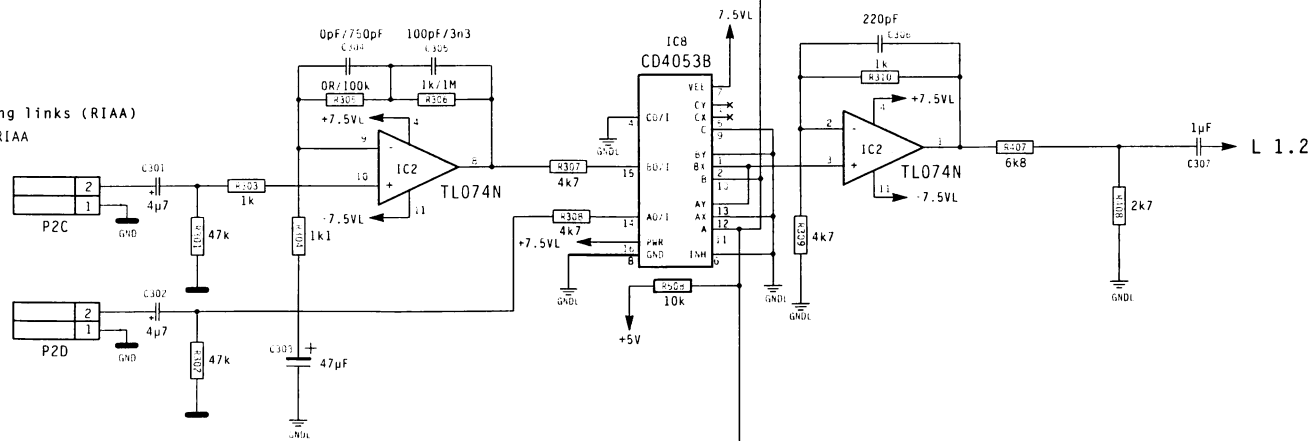 0pF/750pF
C304
100pF/3n3
C305
0R/100k
R305
1k/1M
R306
ng links (RIAA)
RIAA
+7.5VL
4
9
-
10
+
IC2
8
TL074N
11
-7.5VL
2
1
P2C
GND
C301
+
4µ7
R303
1k
R301
47k
R304
1k1
2
1
P2D
GND
C302
+
4µ7
R302
47k
C303
+
47µF
GNDL
R307
4k7
R308
4k7
+7.5VL
GNDL
GNDL
IC8
CD4053B
7.5VL
VEE
7
CY
CX
C
9
CO/I
4
BO/I
15
AO/I
14
PWR
16
GND
8
BY
1
BX
2
B
10
AY
13
AX
12
A
11
INH
6
GNDL
R508
10k
+5V
220pF
C306
1k
R310
+7.5VL
4
2
-
3
+
IC2
1
TL074N
11
-7.5VL
R309
4k7
GNDL
R407
6k8
2k7
GNDL
1µF
C307
L 1.2